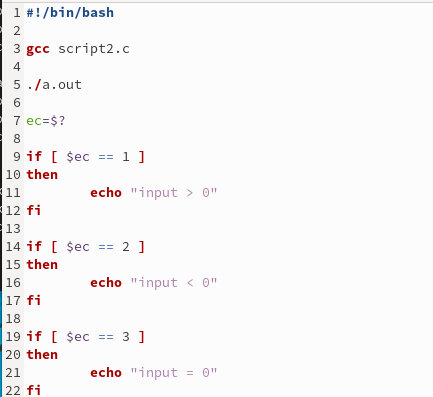 1 #!/bin/bash
2
3 gcc script2.c
4
5 ./a.out
6
7 ec=$?
8
9 if [ $ec == 1 ]
10 then
11         echo "input > 0"
12 fi
13
14 if [ $ec == 2 ]
15 then
16         echo "input < 0"
17 fi
18
19 if [ $ec == 3 ]
20 then
21         echo "input = 0"
22 fi